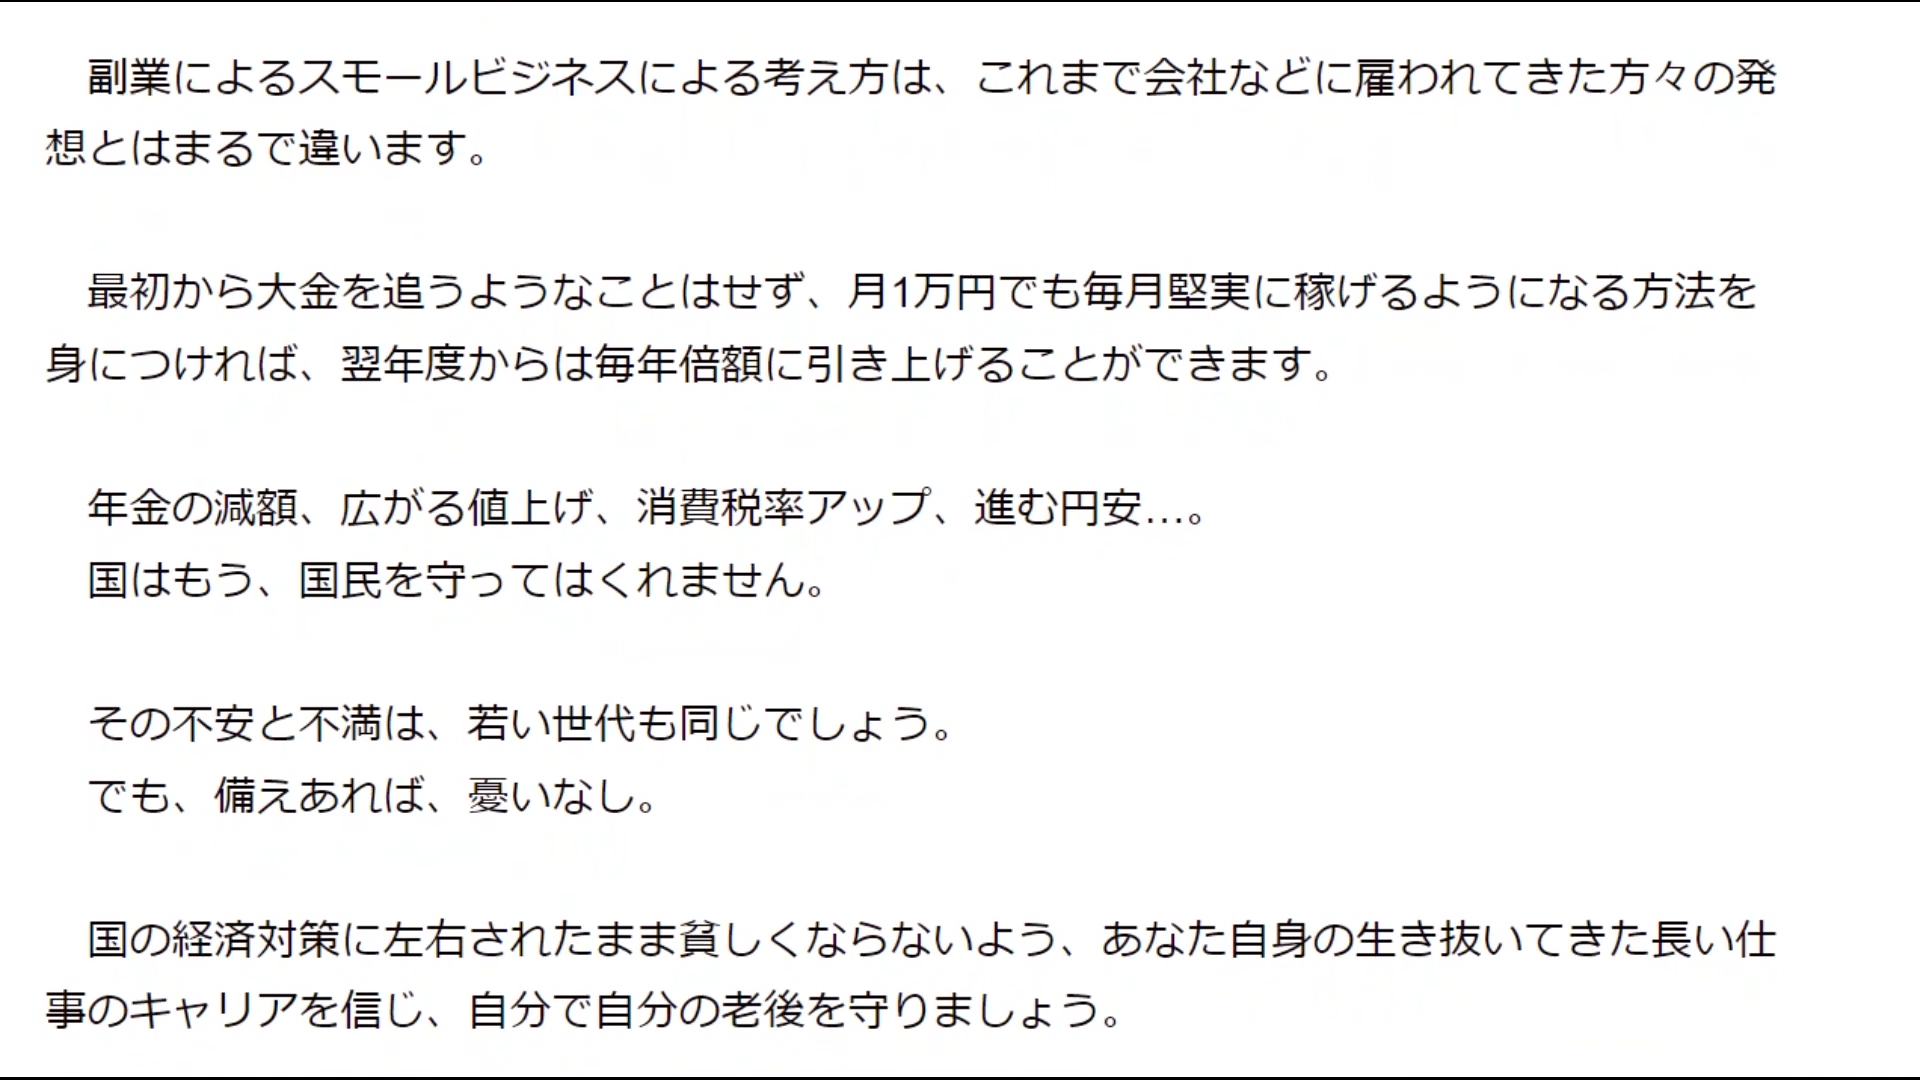 副業によるスモールビジネスによる考え方は、これまで会社などに雇われてきた方々の発
想とはまるで違います。
　最初から大金を追うようなことはせず、月1万円でも毎月堅実に稼げるようになる方法を
身につければ、翌年度からは毎年倍額に引き上げることができます。
　年金の減額、広がる値上げ、消費税率アップ、進む円安…。
　国はもう、国民を守ってはくれません。
　その不安と不満は、若い世代も同じでしょう。
　でも、備えあれば、憂いなし。
　国の経済対策に左右されたまま貧しくならないよう、あなた自身の生き抜いてきた長い仕
事のキャリアを信じ、自分で自分の老後を守りましょう。